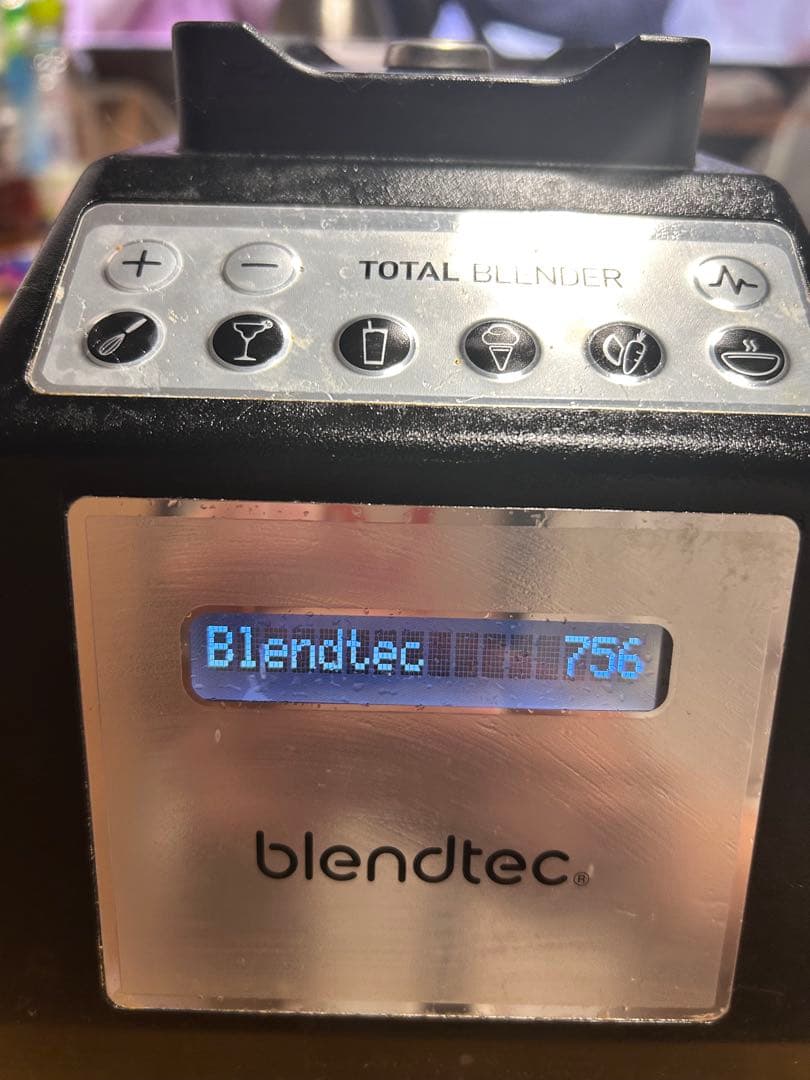 + − TOTAL BLENDER
Blendtec 756
blendtec®